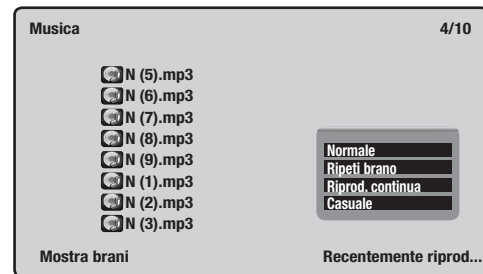 Musica 4/10
N (5).mp3
N (6).mp3
N (7).mp3
N (8).mp3
N (9).mp3
N (1).mp3
N (2).mp3
N (3).mp3
Normale
Ripeti brano
Riprod. continua
Casuale
Mostra brani Recentemente riprod...